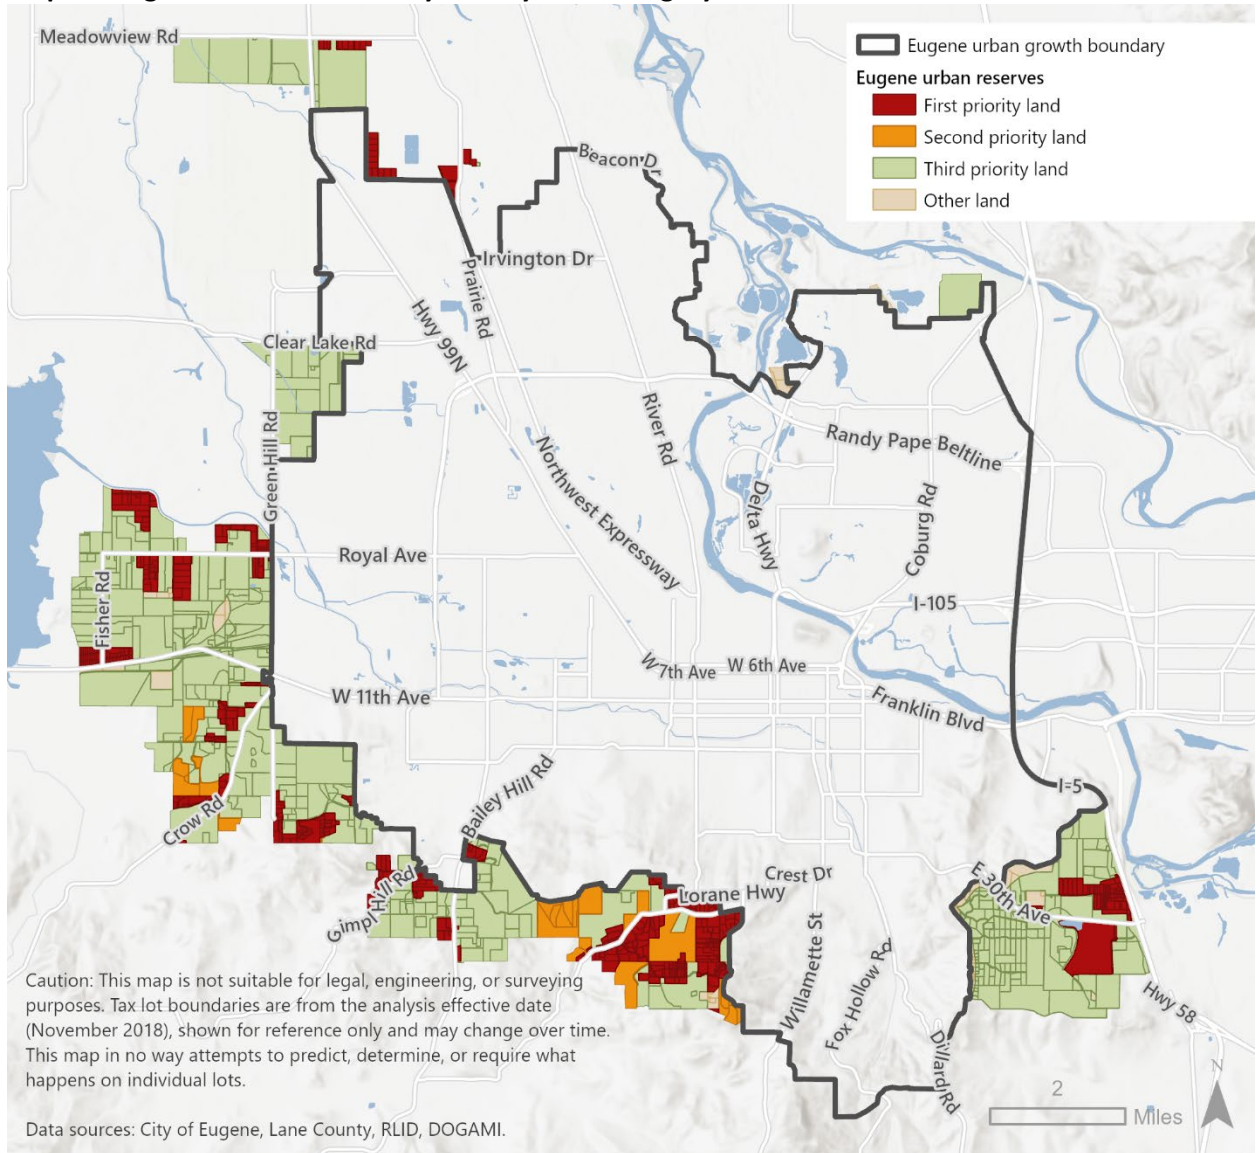 Meadowview Rd
Eugene urban growth boundary
Eugene urban reserves
First priority land
Second priority land
Third priority land
Other land
Beacon Dr
Irvington Dr
Prairie Rd
Hwy 99N
Clear Lake Rd
Green Hill Rd
River Rd
Randy Pape Beltline
Northwest Expressway
Delta Hwy
Coburg Rd
Royal Ave
Fisher Rd
I-105
W 7th Ave
W 6th Ave
W 11th Ave
Franklin Blvd
Bailey Hill Rd
I-5
Crow Rd
Gimpl Hill Rd
Crest Dr
Lorane Hwy
E 30th Ave
Willamette St
Fox Hollow Rd
Dillard Rd
Hwy 58
Caution: This map is not suitable for legal, engineering, or surveying
purposes. Tax lot boundaries are from the analysis effective date
(November 2018), shown for reference only and may change over time.
This map in no way attempts to predict, determine, or require what
happens on individual lots.
Data sources: City of Eugene, Lane County, RLID, DOGAMI.
2
Miles
N